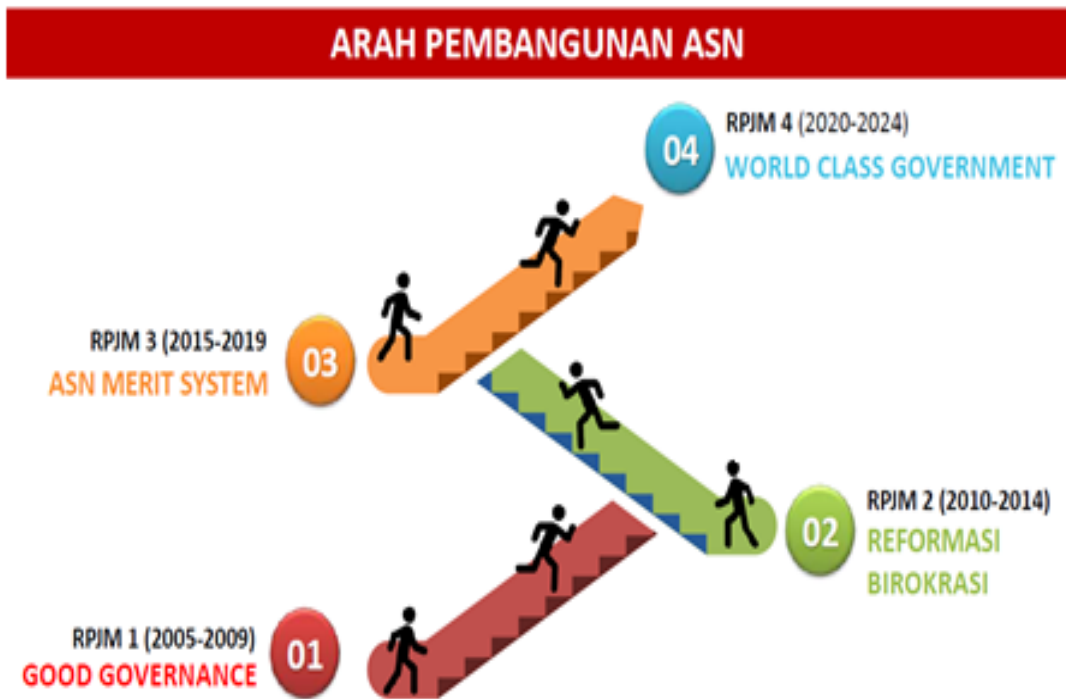 ARAH PEMBANGUNAN ASN
04
RPJM 4 (2020-2024)
WORLD CLASS GOVERNMENT
RPJM 3 (2015-2019
ASN MERIT SYSTEM
03
02
RPJM 2 (2010-2014)
REFORMASI
BIROKRASI
RPJM 1 (2005-2009)
GOOD GOVERNANCE
01